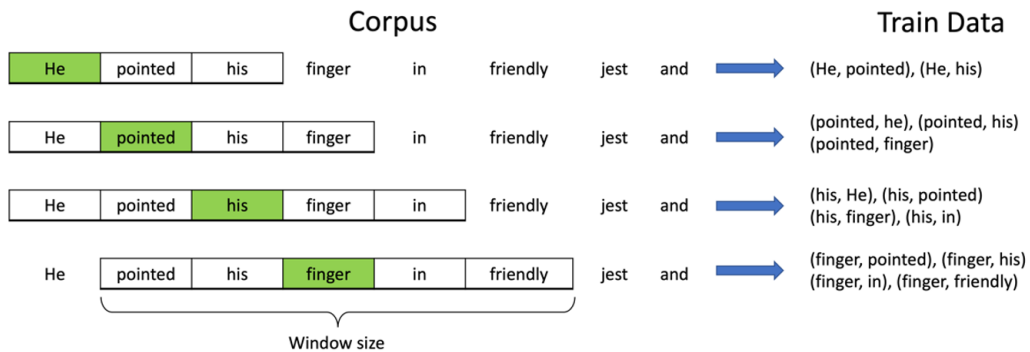 Corpus
Train Data
He pointed his finger in friendly jest and
(He, pointed), (He, his)
He pointed his finger in friendly jest and
(pointed, he), (pointed, his)
(pointed, finger)
He pointed his finger in friendly jest and
(his, He), (his, pointed)
(his, finger), (his, in)
He pointed his finger in friendly jest and
(finger, pointed), (finger, his)
(finger, in), (finger, friendly)
Window size